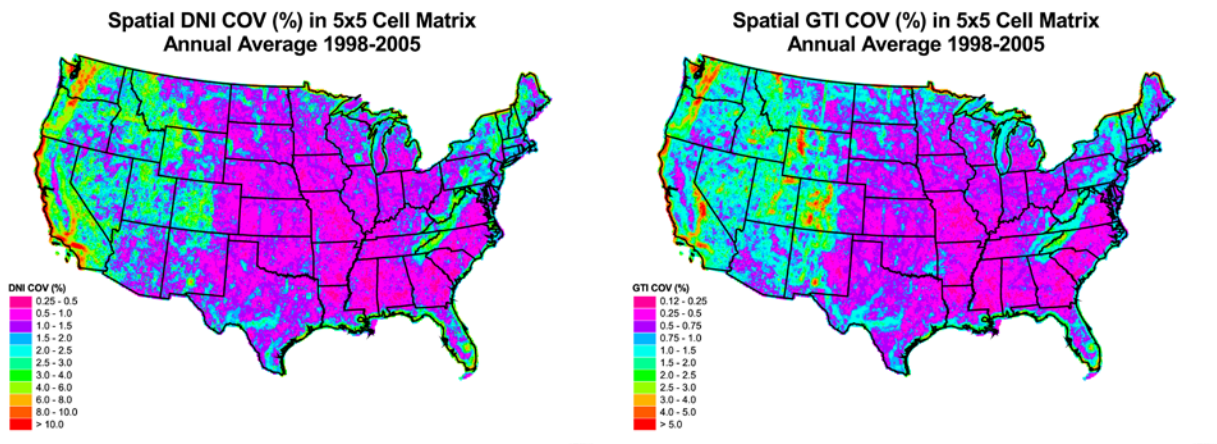 Spatial DNI COV (%) in 5x5 Cell Matrix
Annual Average 1998-2005
DNI COV (%)
0.25 - 0.5
0.5 - 1.0
1.0 - 1.5
1.5 - 2.0
2.0 - 2.5
2.5 - 3.0
3.0 - 4.0
4.0 - 6.0
6.0 - 8.0
8.0 - 10.0
> 10.0
Spatial GTI COV (%) in 5x5 Cell Matrix
Annual Average 1998-2005
GTI COV (%)
0.12 - 0.25
0.25 - 0.5
0.5 - 0.75
0.75 - 1.0
1.0 - 1.5
1.5 - 2.0
2.0 - 2.5
2.5 - 3.0
3.0 - 4.0
4.0 - 5.0
> 5.0